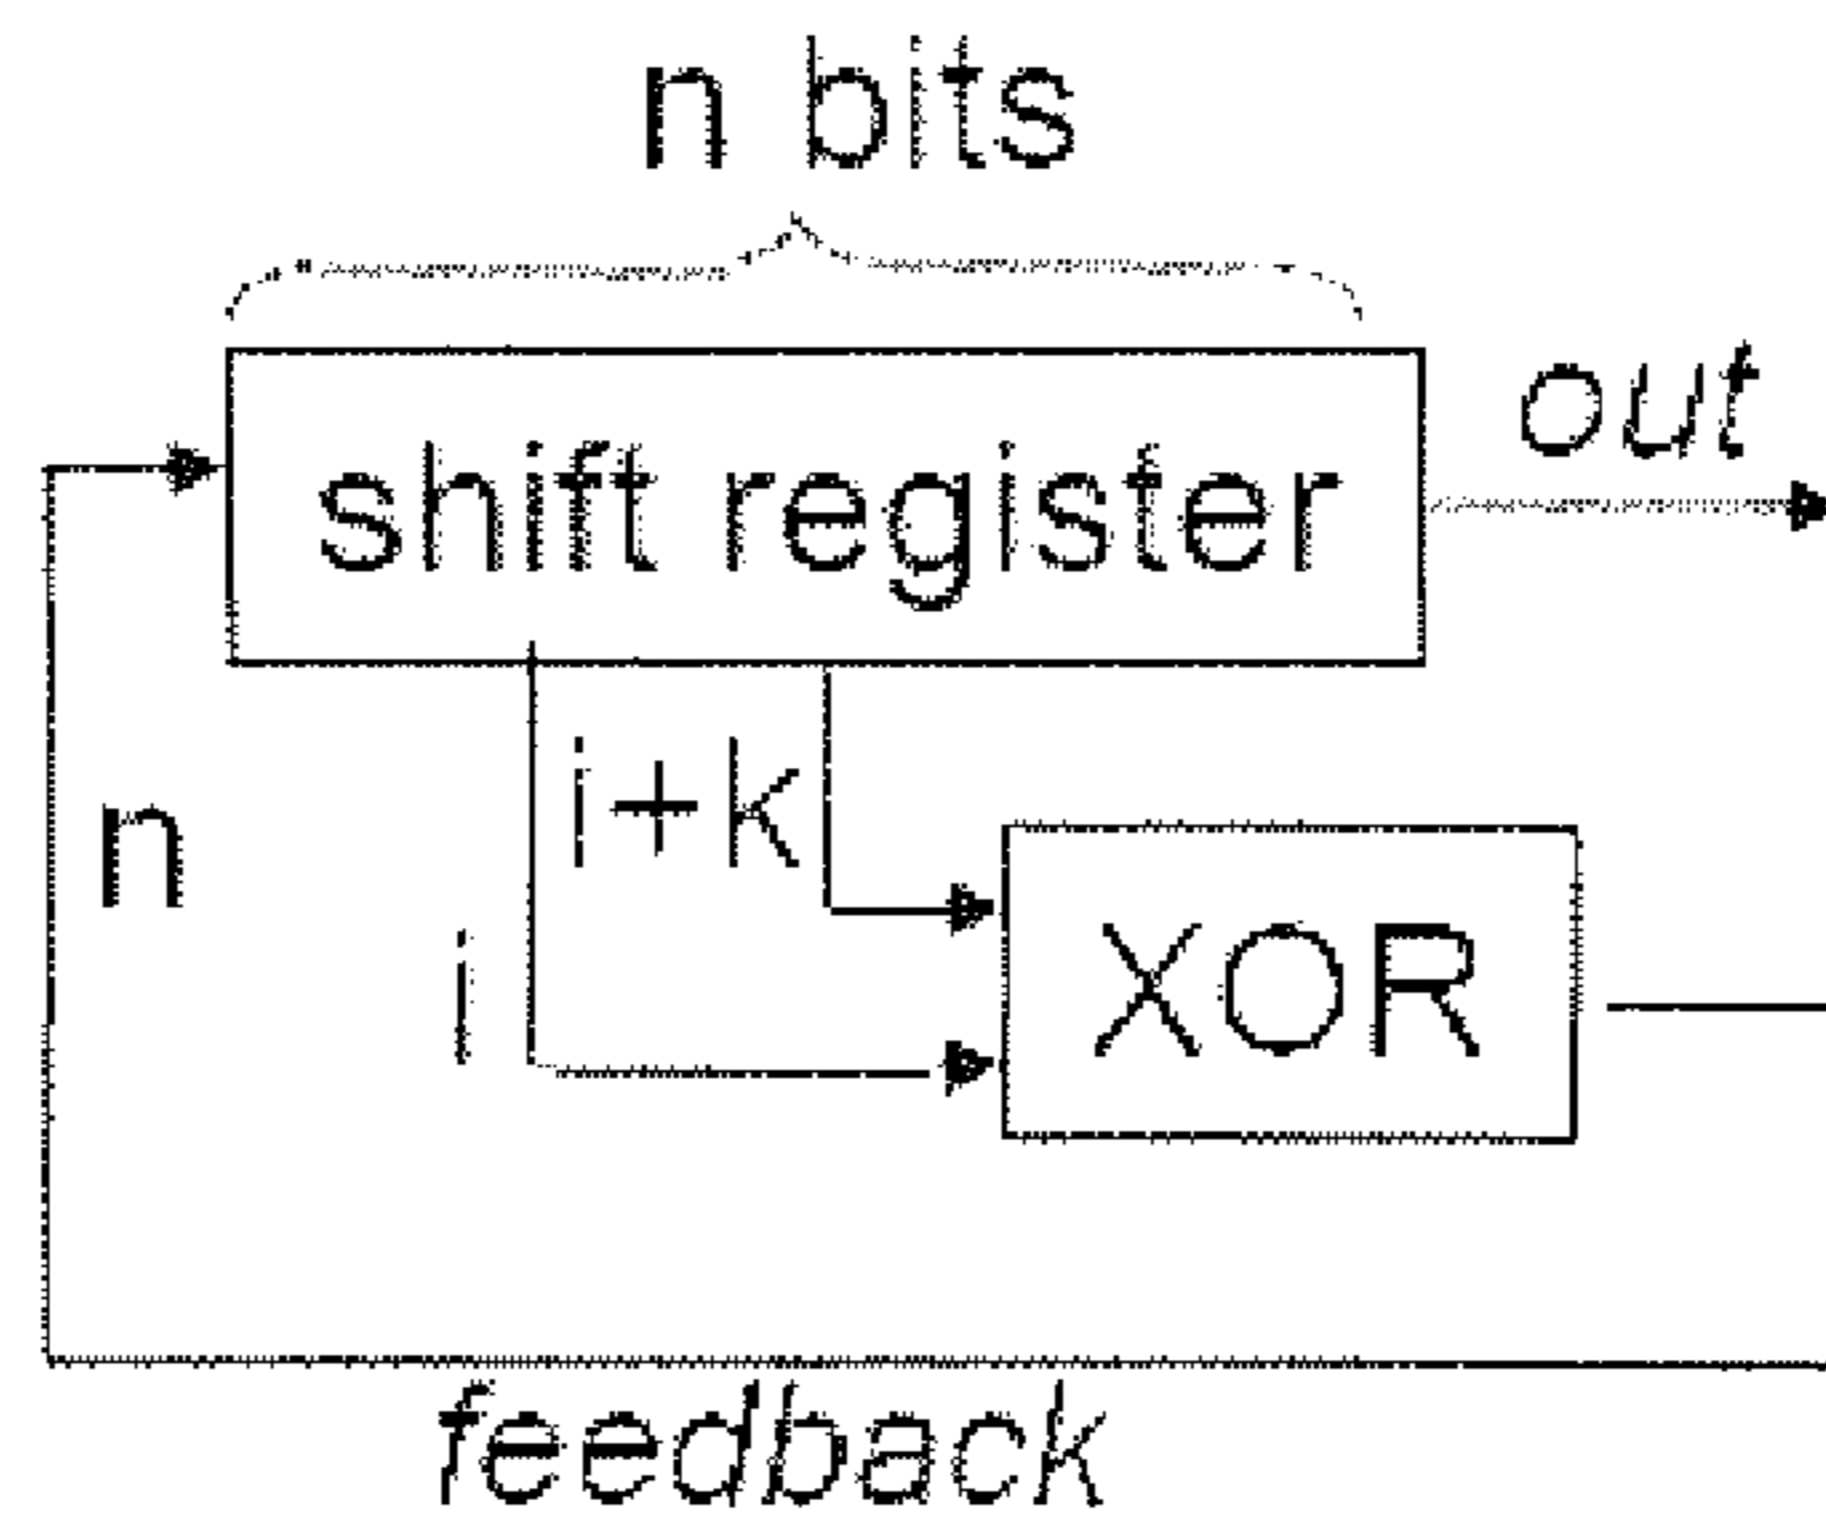 n bits
out
shift register
i+k
n
i
XOR
feedback